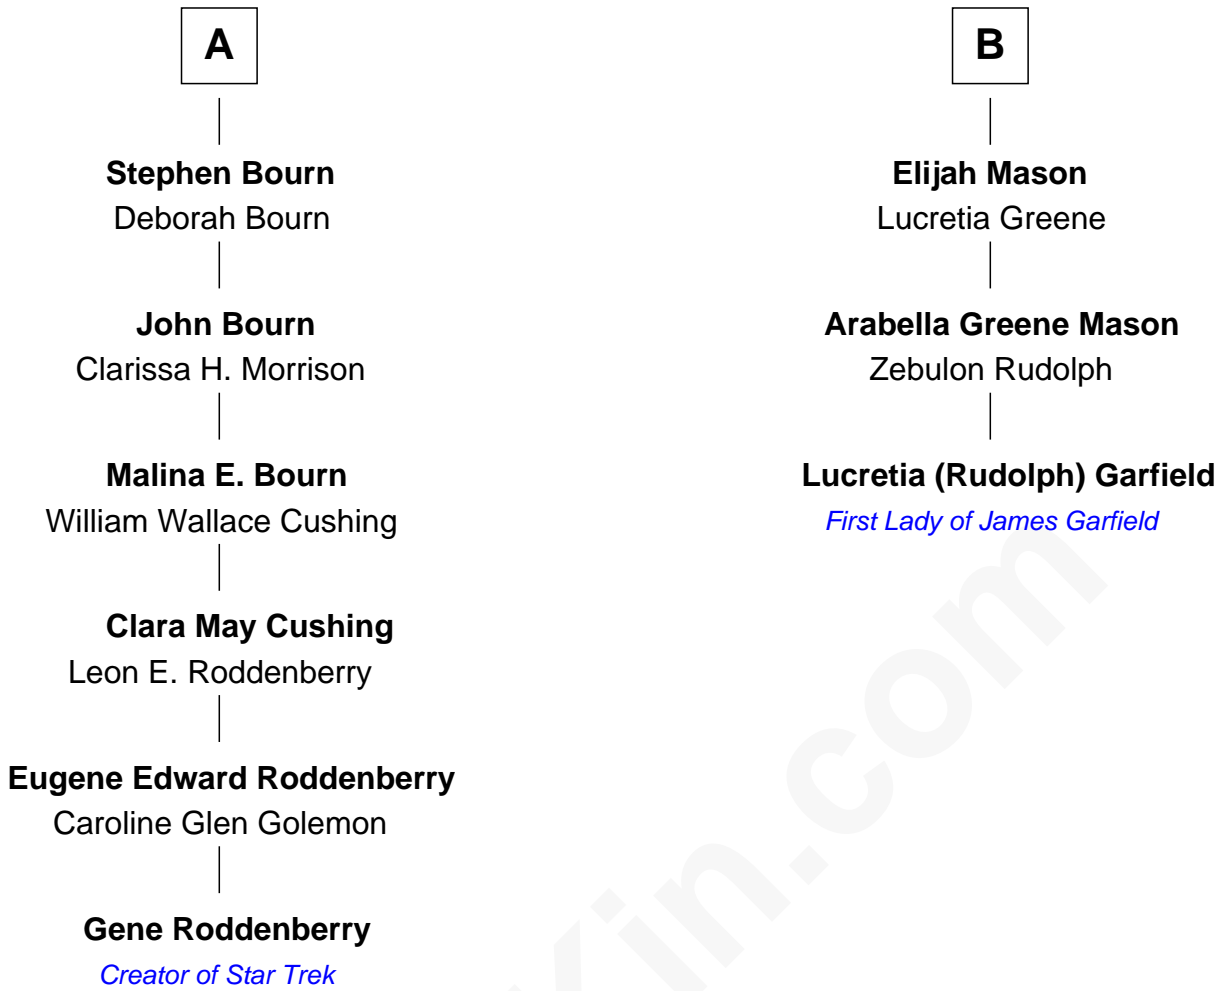 A
Stephen Bourn
Deborah Bourn
John Bourn
Clarissa H. Morrison
Malina E. Bourn
William Wallace Cushing
Clara May Cushing
Leon E. Roddenberry
Eugene Edward Roddenberry
Caroline Glen Golemon
Gene Roddenberry
Creator of Star Trek
B
Elijah Mason
Lucretia Greene
Arabella Greene Mason
Zebulon Rudolph
Lucretia (Rudolph) Garfield
First Lady of James Garfield
Kin.com